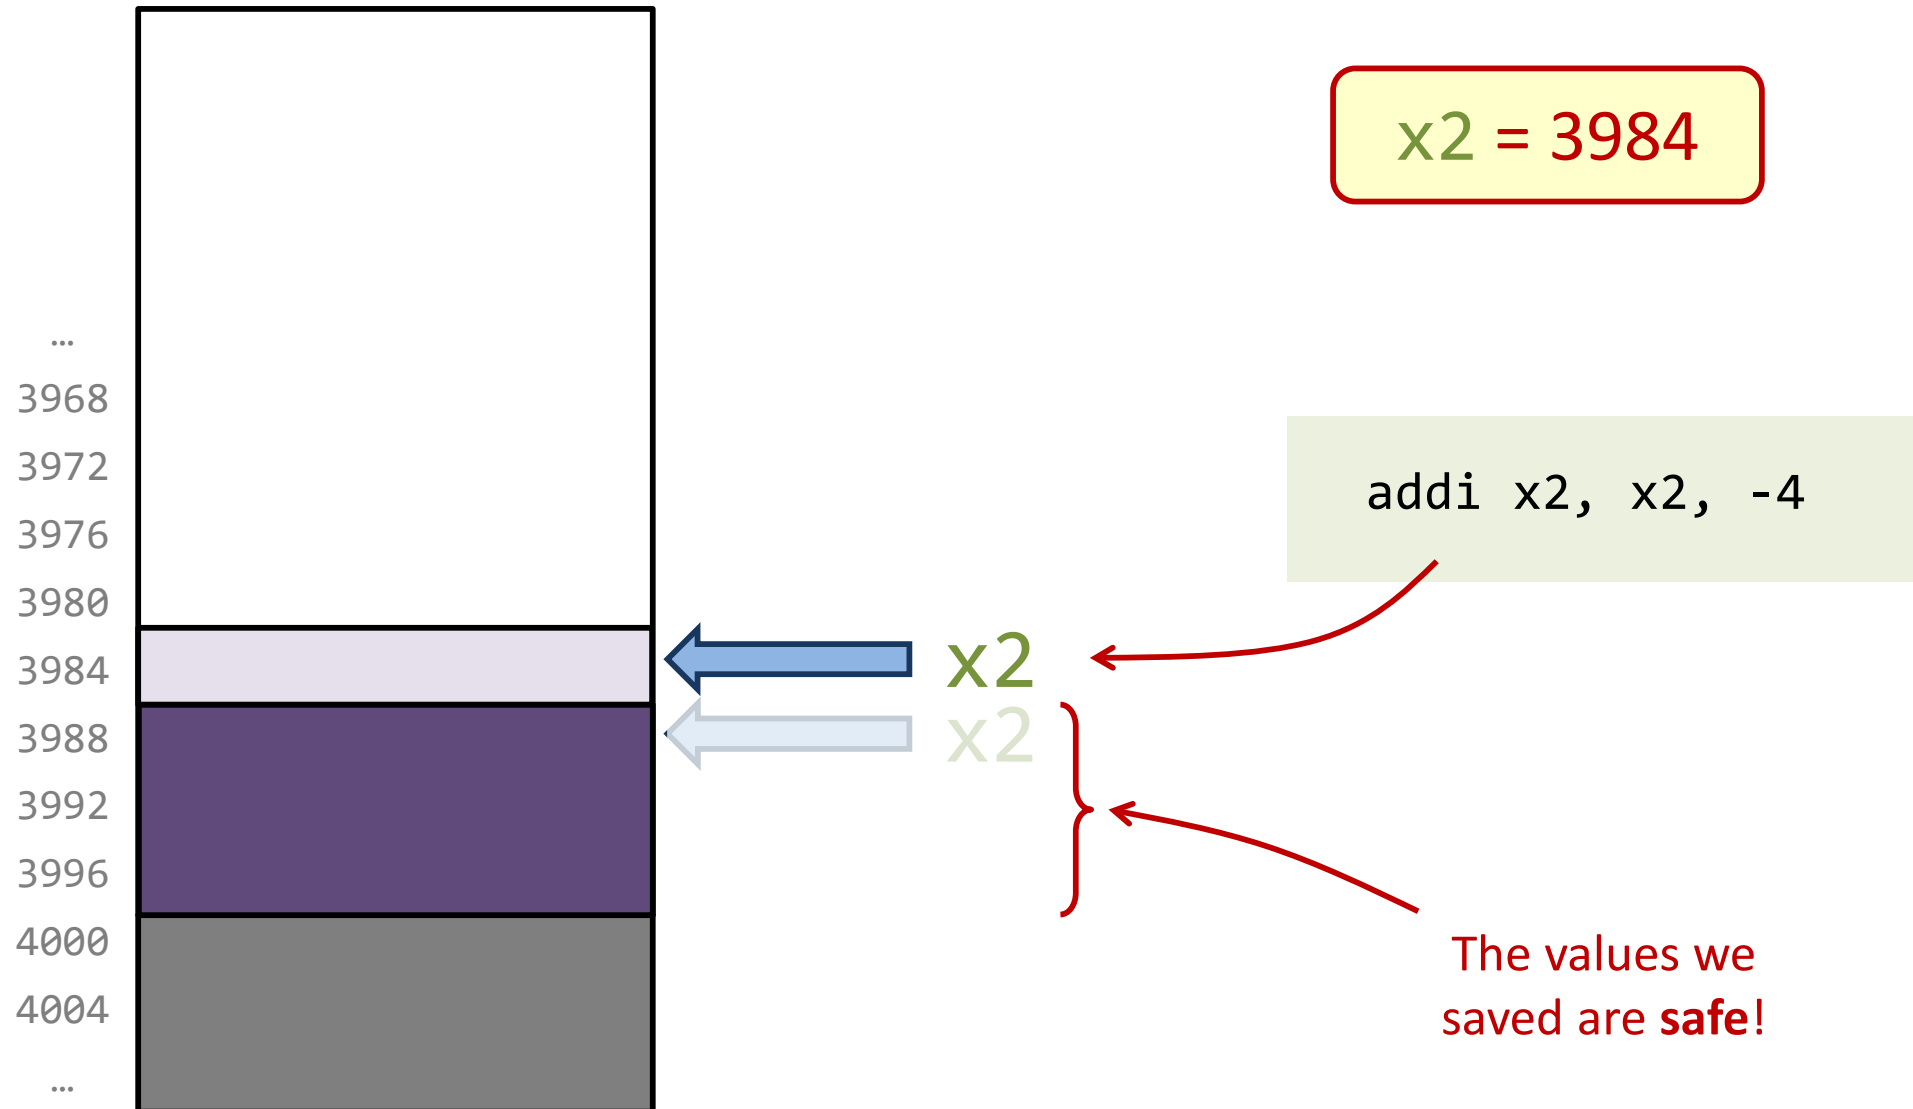 x2 = 3984
…
3968
3972
3976
3980
3984
3988
3992
3996
4000
4004
…
addi x2, x2, -4
x2
x2
The values we
saved are safe!